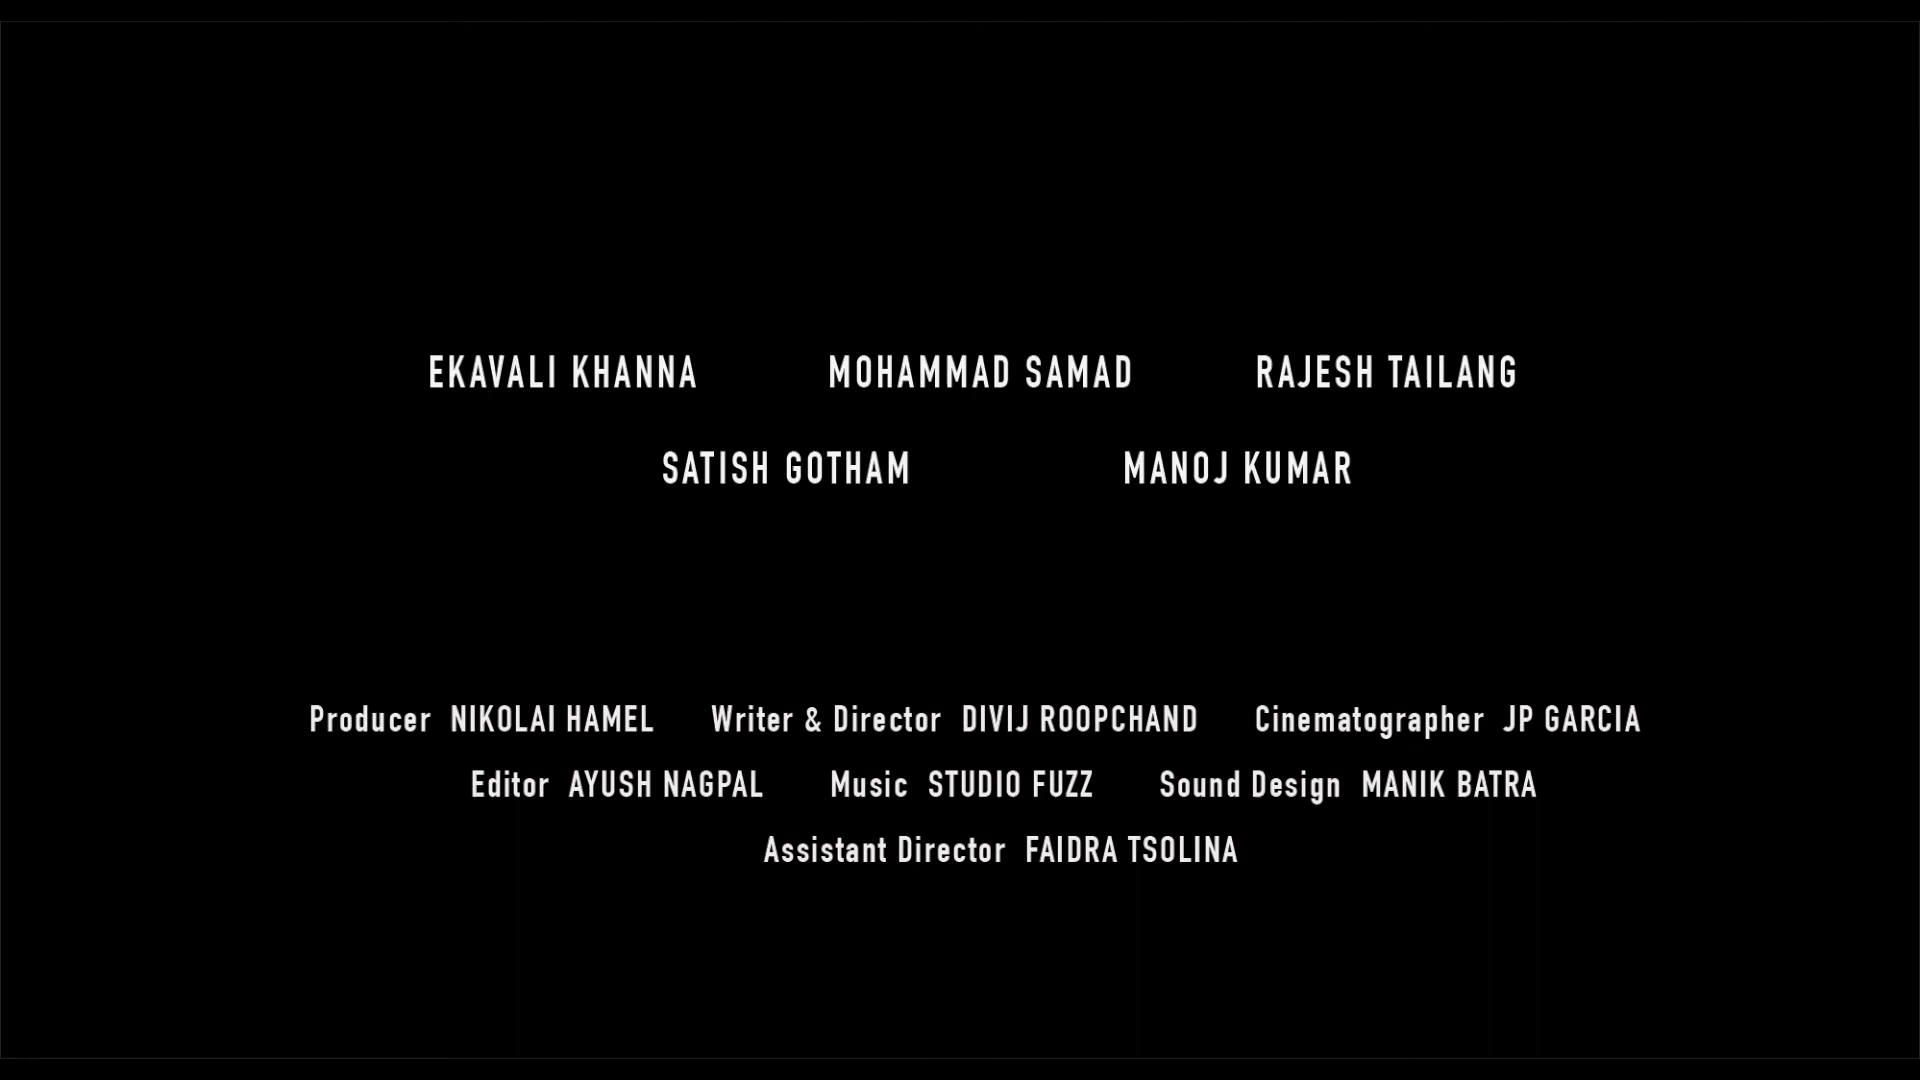 EKAVALI KHANNA MOHAMMAD SAMAD RAJESH TAILANG
SATISH GOTHAM MANOJ KUMAR
Producer NIKOLAI HAMEL Writer & Director DIVIJ ROOPCHAND Cinematographer JP GARCIA
Editor AYUSH NAGPAL Music STUDIO FUZZ Sound Design MANIK BATRA
Assistant Director FAIDRA TSOLINA